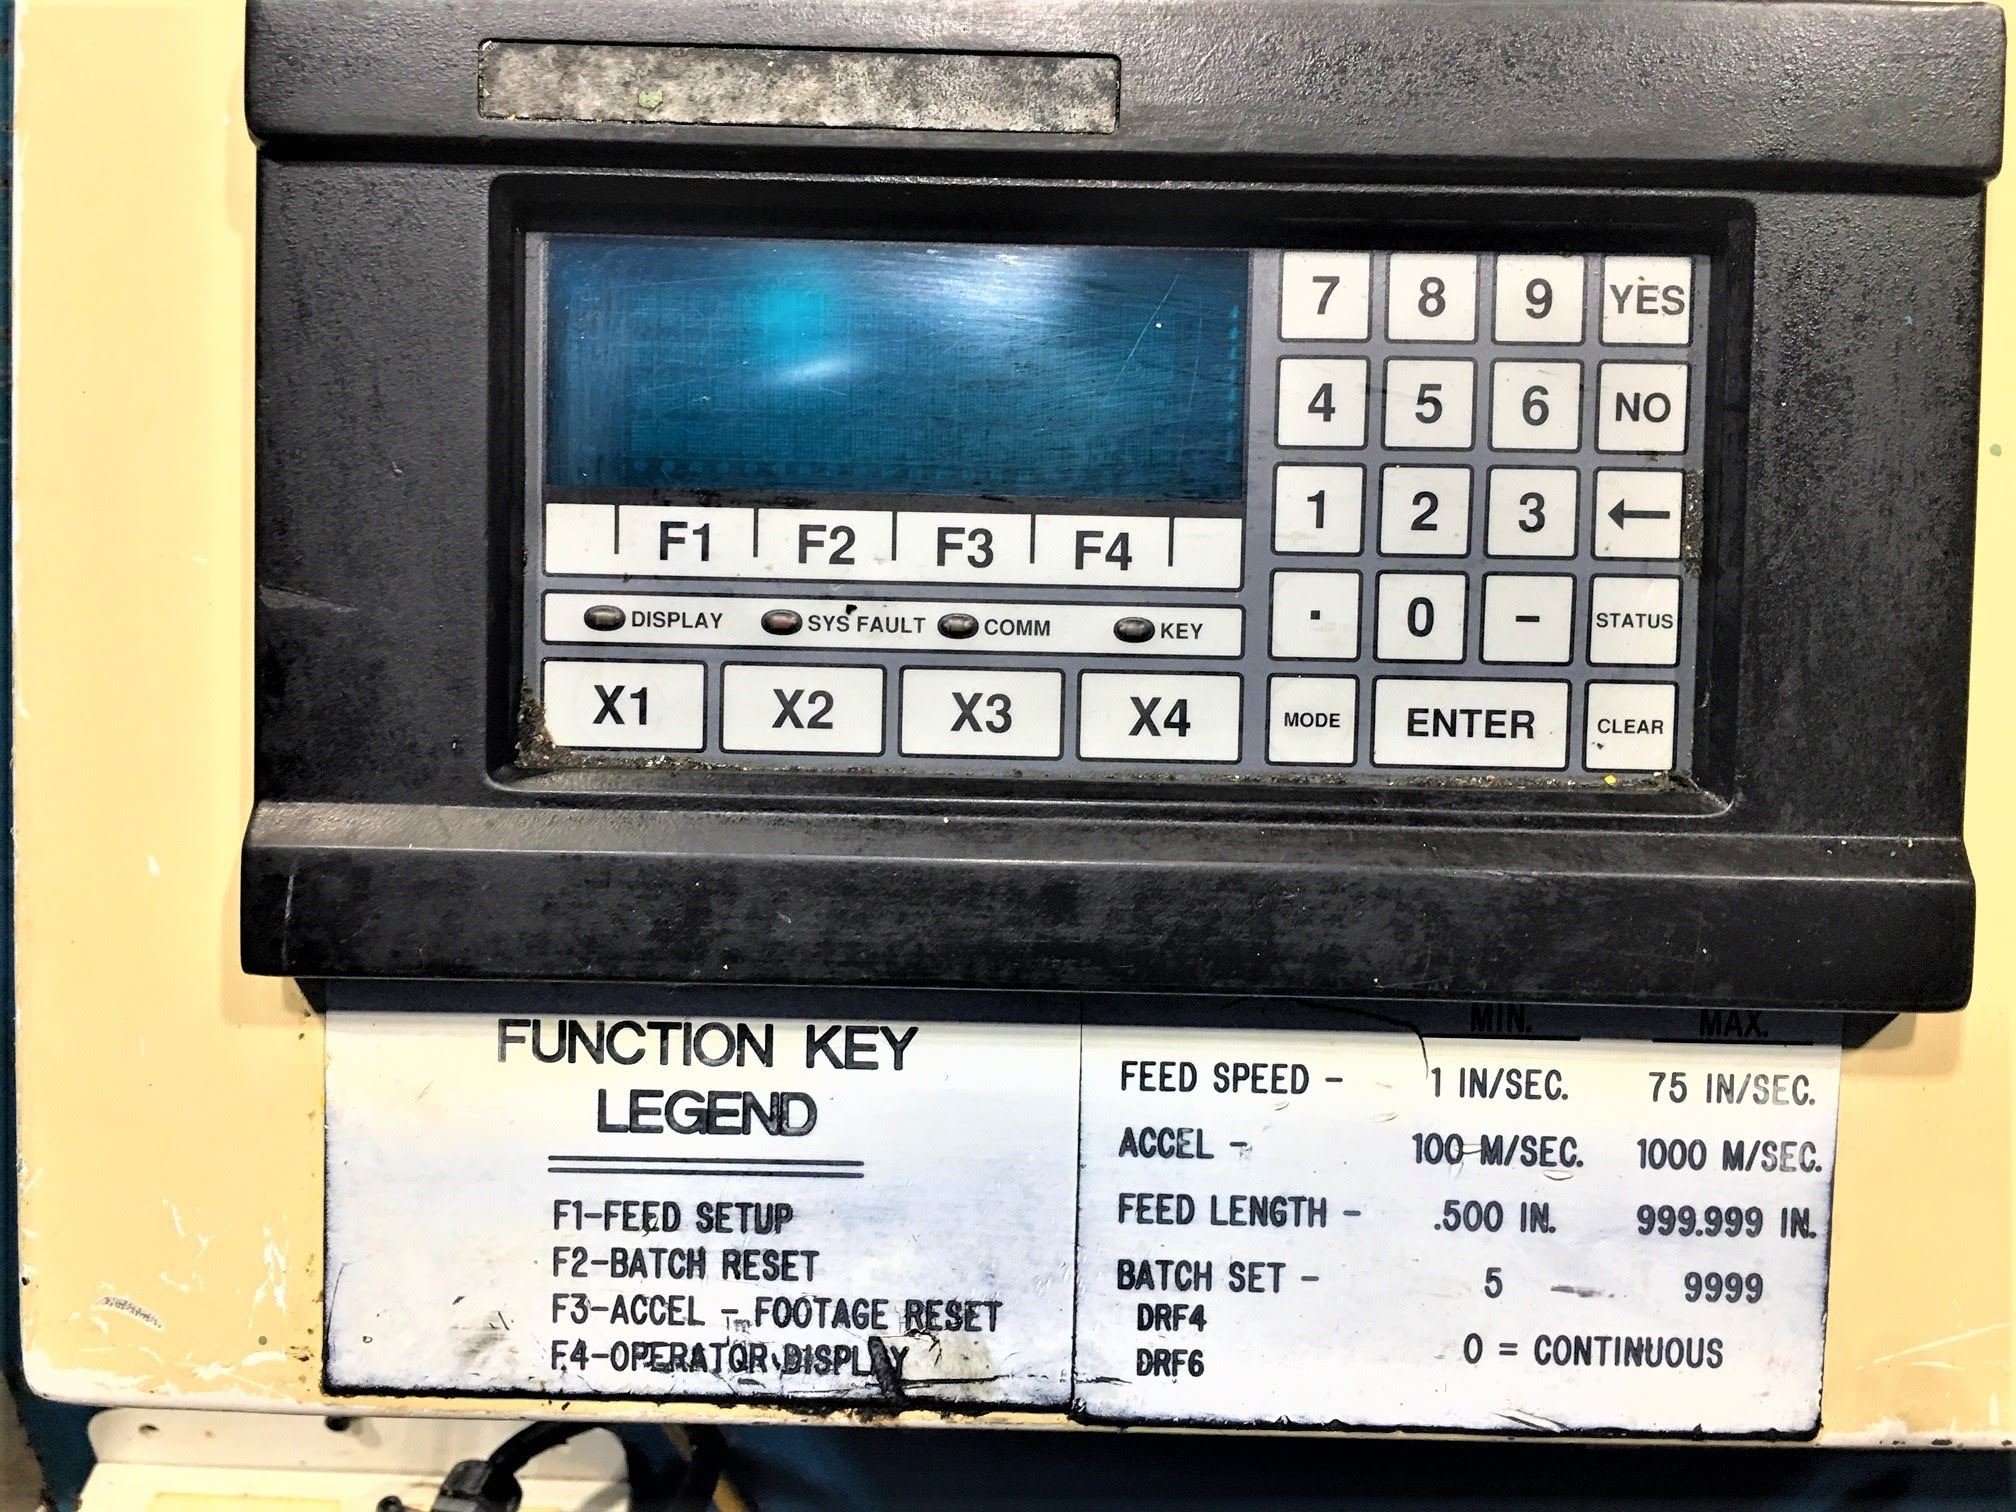 7 8 9 YES
4 5 6 NO
1 2 3 ←
F1 F2 F3 F4
. 0 - STATUS
DISPLAY SYS FAULT COMM KEY
X1 X2 X3 X4
MODE ENTER CLEAR
FUNCTION KEY
LEGEND
F1-FEED SETUP
F2-BATCH RESET
F3-ACCEL - FOOTAGE RESET
F4-OPERATOR DISPLAY
MIN. MAX.
FEED SPEED - 1 IN/SEC. 75 IN/SEC.
ACCEL - 100 M/SEC. 1000 M/SEC.
FEED LENGTH - .500 IN. 999.999 IN.
BATCH SET - 5 — 9999
DRF4
DRF6 0 = CONTINUOUS